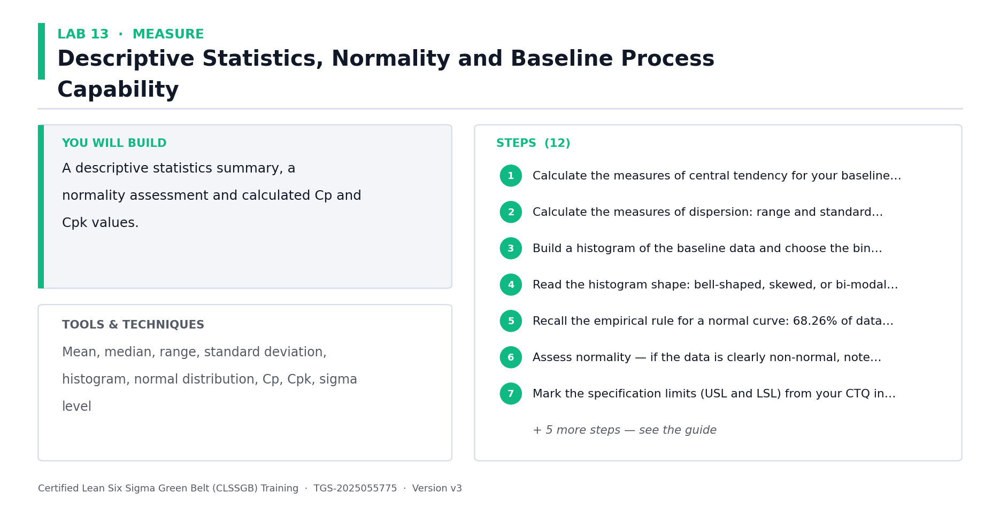 LAB 13 · MEASURE
Descriptive Statistics, Normality and Baseline Process
Capability
YOU WILL BUILD
A descriptive statistics summary, a
normality assessment and calculated Cp and
Cpk values.
TOOLS & TECHNIQUES
Mean, median, range, standard deviation,
histogram, normal distribution, Cp, Cpk, sigma
level
STEPS (12)
1 Calculate the measures of central tendency for your baseline…
2 Calculate the measures of dispersion: range and standard…
3 Build a histogram of the baseline data and choose the bin…
4 Read the histogram shape: bell-shaped, skewed, or bi-modal…
5 Recall the empirical rule for a normal curve: 68.26% of data…
6 Assess normality — if the data is clearly non-normal, note…
7 Mark the specification limits (USL and LSL) from your CTQ in…
+ 5 more steps — see the guide
Certified Lean Six Sigma Green Belt (CLSSGB) Training · TGS-2025055775 · Version v3